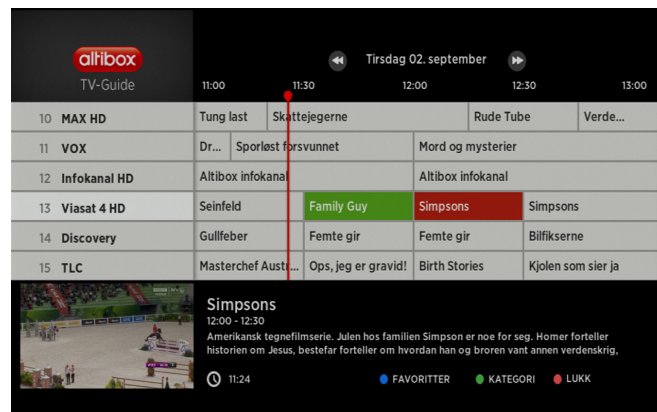 altibox
TV-Guide
Tirsdag 02. september
11:00 11:30 12:00 12:30 13:00
10 MAX HD Tung last Skattejegerne Rude Tube Verde...
11 VOX Dr... Sporløst forsvunnet Mord og mysterier
12 Infokanal HD Altibox infokanal Altibox infokanal
13 Viasat 4 HD Seinfeld Family Guy Simpsons Simpsons
14 Discovery Gullfeber Femte gir Femte gir Bilfikserne
15 TLC Masterchef Austr... Ops, jeg er gravid! Birth Stories Kjolen som sier ja
Simpsons
12:00 - 12:30
Amerikansk tegnefilmserie. Julen hos familien Simpson er noe for seg. Homer forteller
historien om Jesus, bestefar forteller om hvordan han og broren vant annen verdenskrig,
11:24 FAVORITTER KATEGORI LUKK